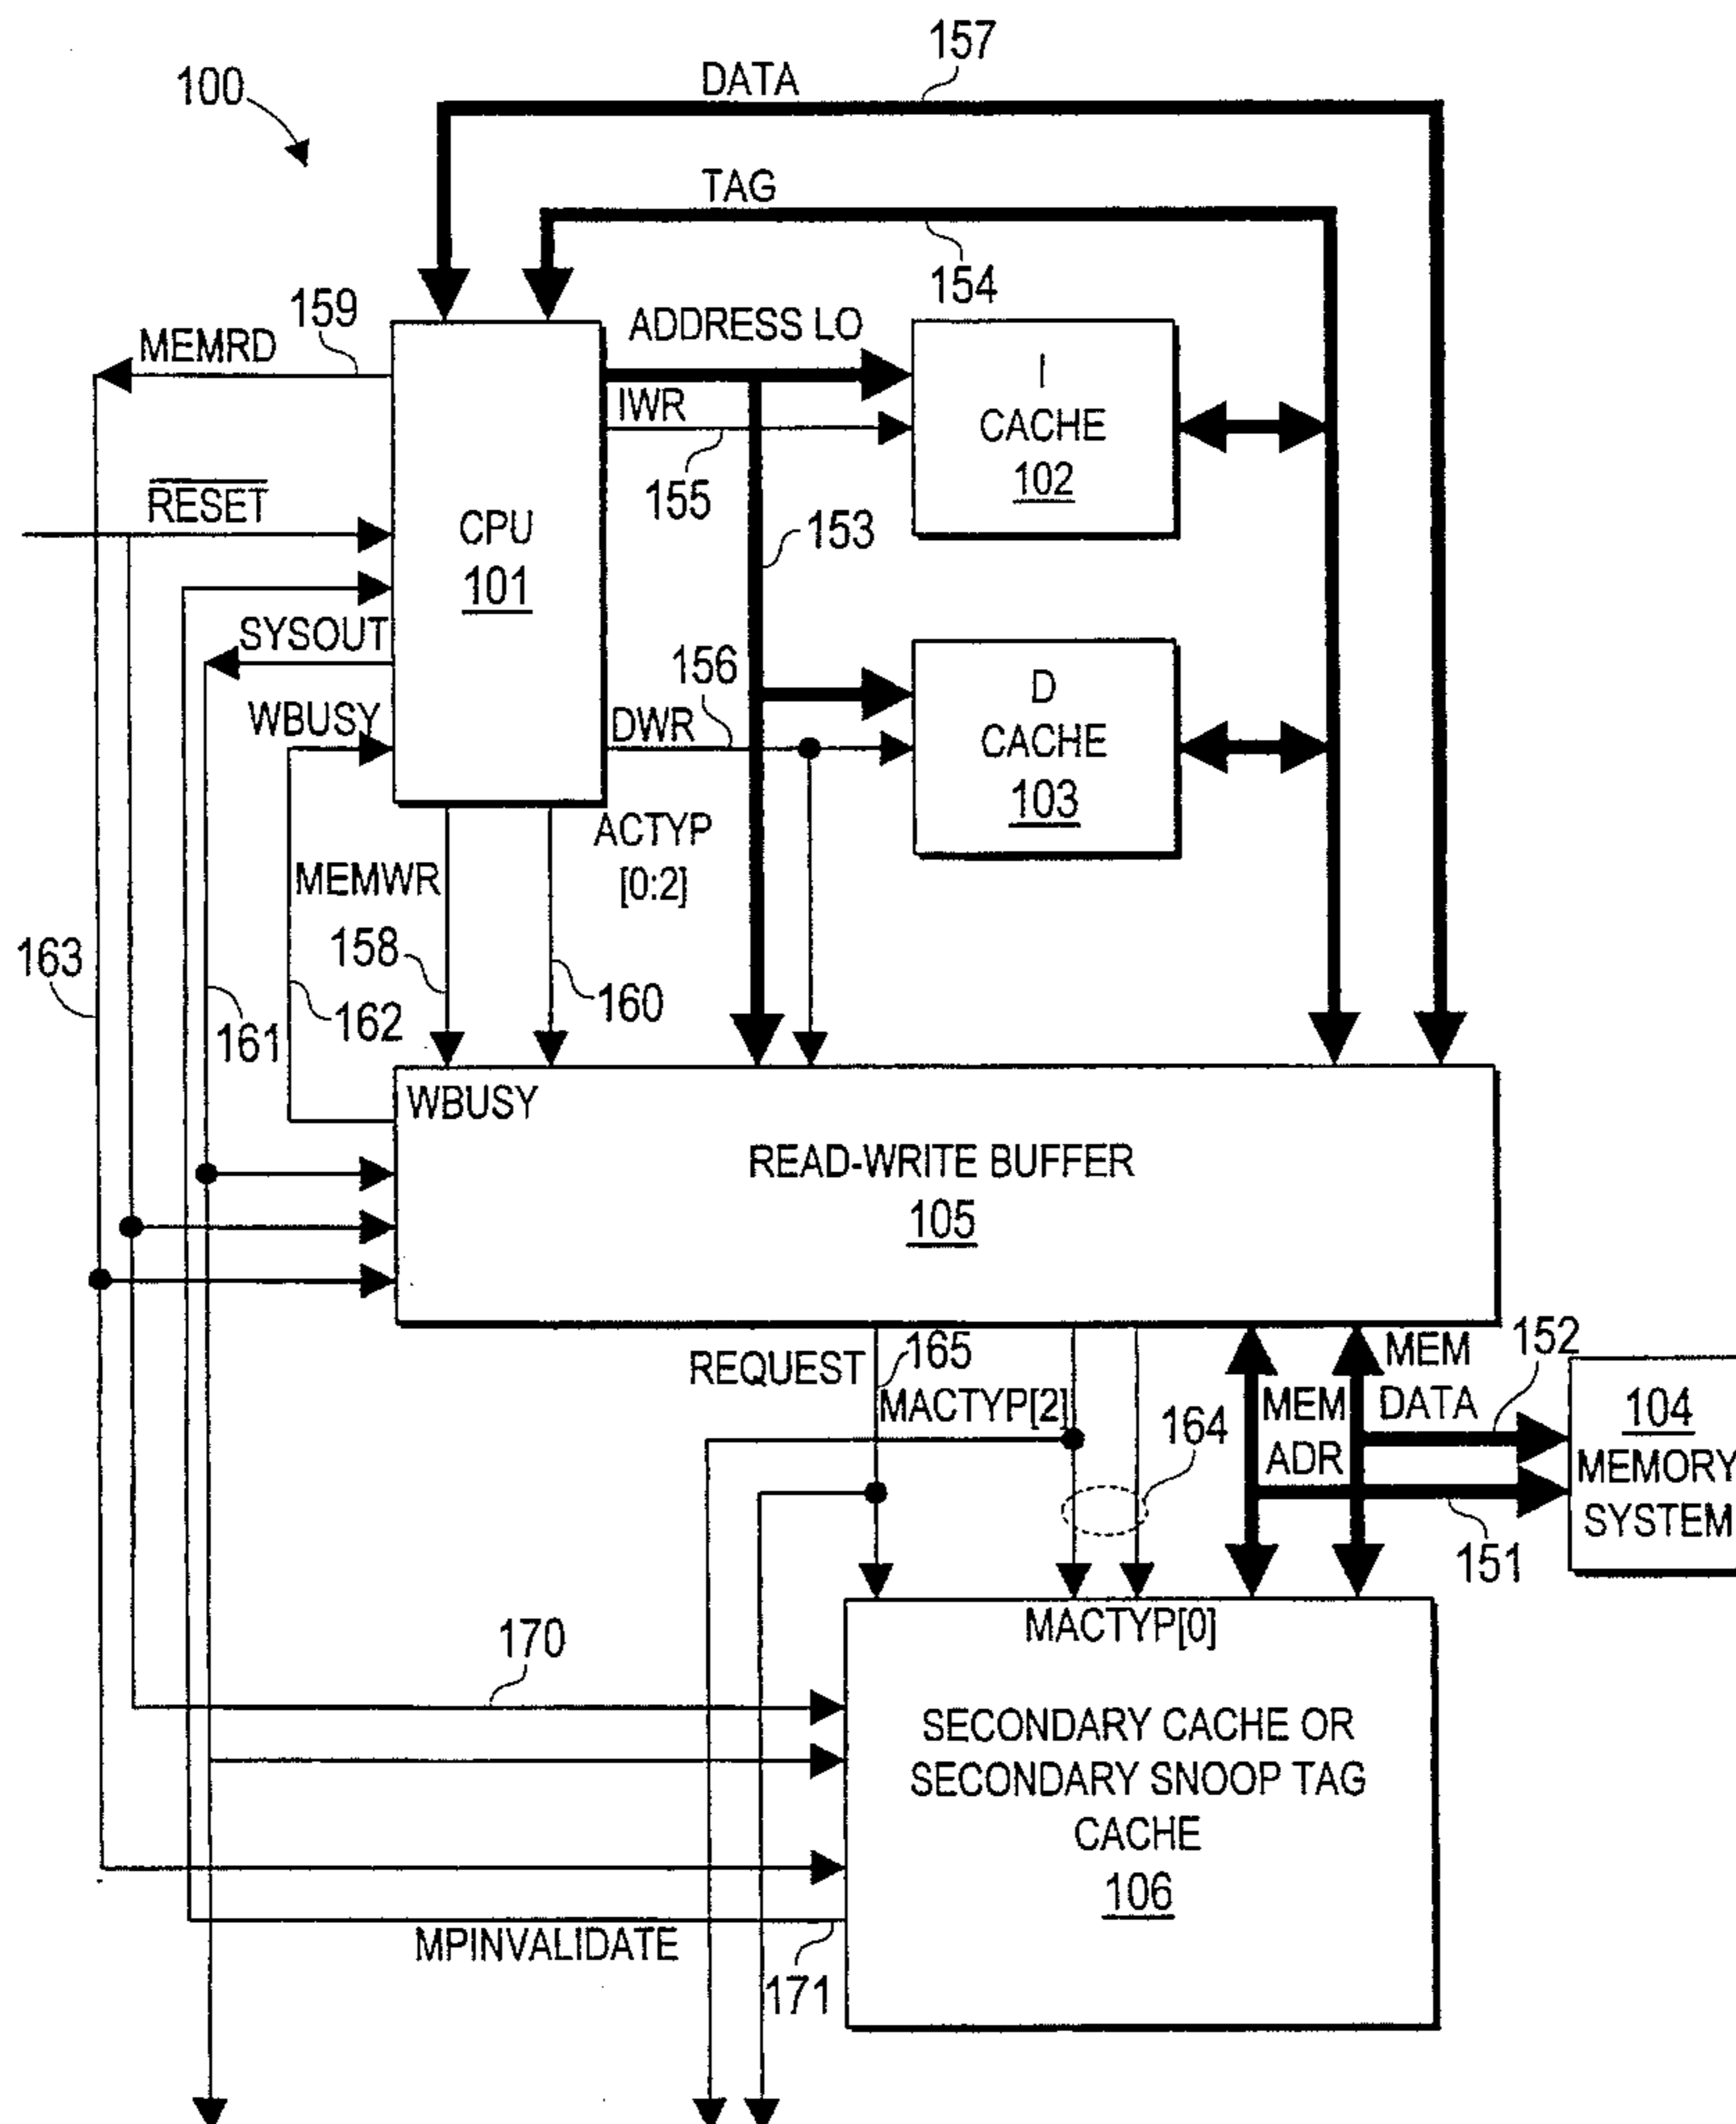 157
100
DATA
TAG
154
159
MEMRD
ADDRESS LO
I
CACHE
102
IWR
155
RESET
CPU
101
153
SYSOUT
156
D
CACHE
103
WBUSY
DWR
ACTYP
[0:2]
MEMWR
158
160
163
161
162
WBUSY
READ-WRITE BUFFER
105
REQUEST
165
MACTYP[2]
164
MEM
ADR
MEM
DATA
152
104
MEMORY
SYSTEM
151
MACTYP[0]
170
SECONDARY CACHE OR
SECONDARY SNOOP TAG
CACHE
106
MPINVALIDATE
171